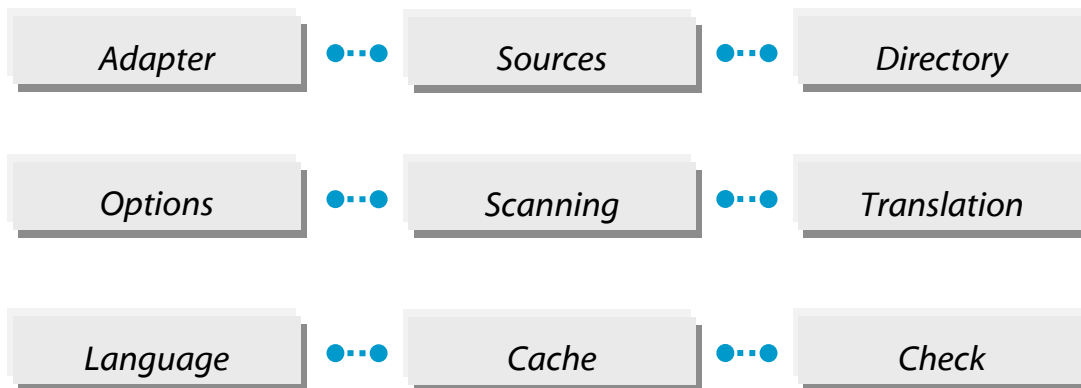 Adapter Sources Directory
Options Scanning Translation
Language Cache Check